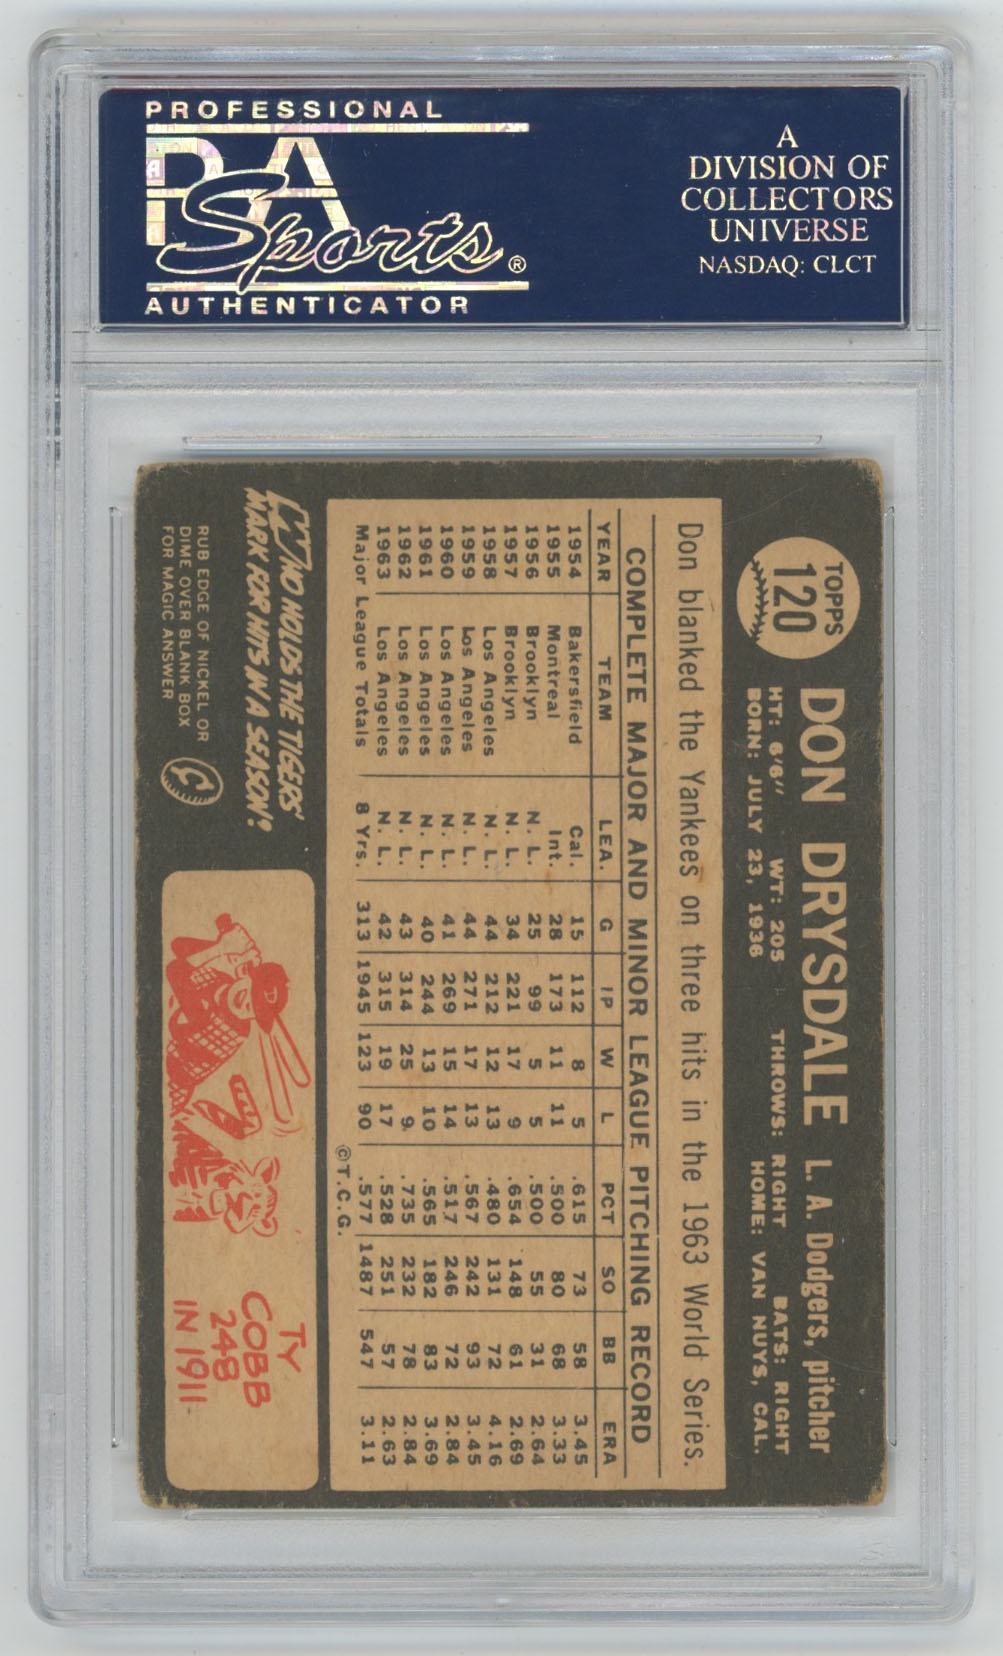 PROFESSIONAL
PSA
Sports®
AUTHENTICATOR
A
DIVISION OF
COLLECTORS
UNIVERSE
NASDAQ: CLCT
TOPPS
120
DON DRYSDALE L. A. Dodgers, pitcher
HT: 6'6" WT: 205 THROWS: RIGHT BATS: RIGHT
BORN: JULY 23, 1936 HOME: VAN NUYS, CAL.
Don blanked the Yankees on three hits in the 1963 World Series.
COMPLETE MAJOR AND MINOR LEAGUE PITCHING RECORD
YEAR TEAM LEA. G IP W L PCT SO BB ERA
1954 Bakersfield Cal. 15 112 8 5 .615 73 58 3.45
1955 Montreal Int. 28 173 11 11 .500 80 68 3.33
1956 Brooklyn N. L. 25 99 5 5 .500 55 31 2.64
1957 Brooklyn N. L. 34 221 17 9 .654 148 61 2.69
1958 Los Angeles N. L. 44 212 12 13 .480 131 72 4.16
1959 Los Angeles N. L. 44 271 17 13 .567 242 93 3.45
1960 Los Angeles N. L. 41 269 15 14 .517 246 72 2.84
1961 Los Angeles N. L. 40 244 13 10 .565 182 83 3.69
1962 Los Angeles N. L. 43 314 25 9 .735 232 78 2.84
1963 Los Angeles N. L. 42 315 19 17 .528 251 57 2.63
Major League Totals 8 Yrs. 313 1945 123 90 .577 1487 547 3.11
©T.C.G.
WHO HOLDS THE TIGERS'
MARK FOR HITS IN A SEASON?
RUB EDGE OF NICKEL OR
DIME OVER BLANK BOX
FOR MAGIC ANSWER
TY
COBB
248
IN 1911